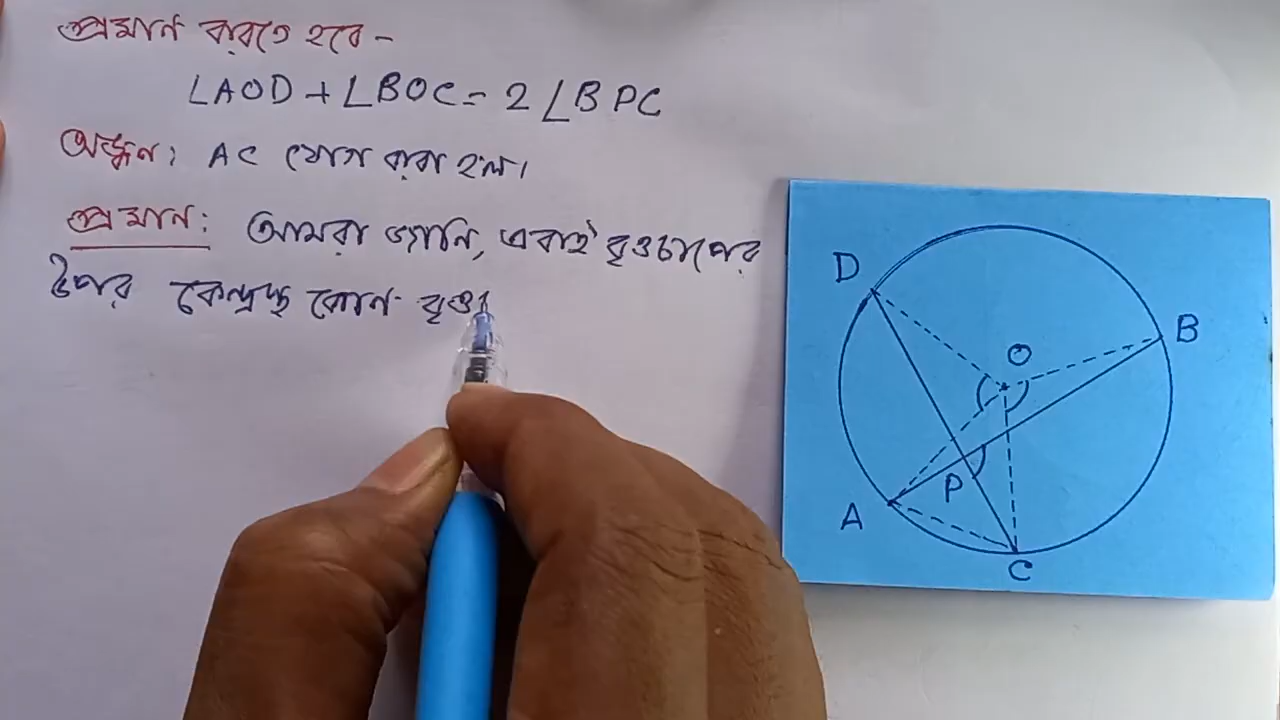 প্রমান করতে হবে -
∠AOD + ∠BOC = 2 ∠BPC
অঙ্কন: AC যোগ করা হল।
প্রমান: আমরা জানি, একই বৃত্তচাপের
উপর কেন্দ্রস্থ কোন বৃত্ত
D
B
O
P
A
C